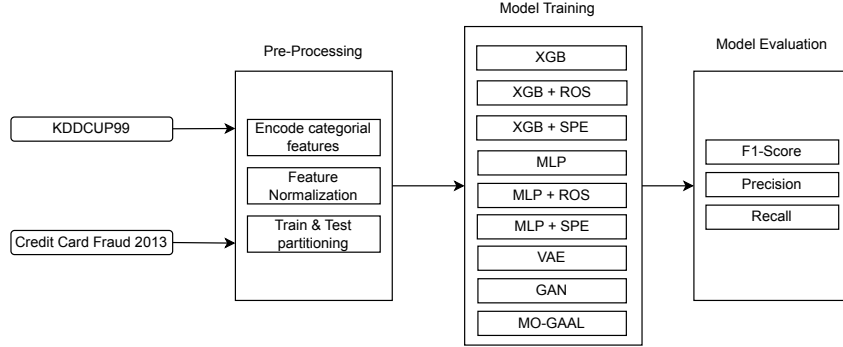 Model Training
Pre-Processing
Model Evaluation
KDDCUP99
Credit Card Fraud 2013
Encode categorial
features
Feature
Normalization
Train & Test
partitioning
XGB
XGB + ROS
XGB + SPE
MLP
MLP + ROS
MLP + SPE
VAE
GAN
MO-GAAL
F1-Score
Precision
Recall